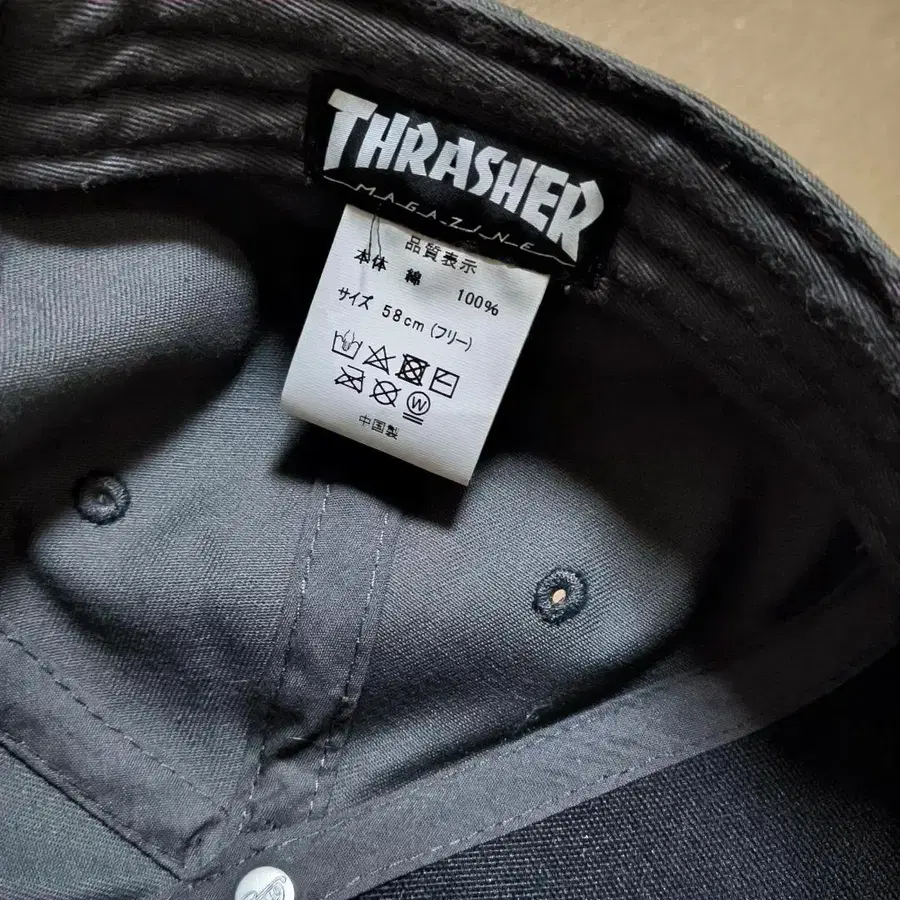 THRASHER
MAGAZINE
品質表示
本体 綿 100%
サイズ 58cm (フリー)
W
中国製